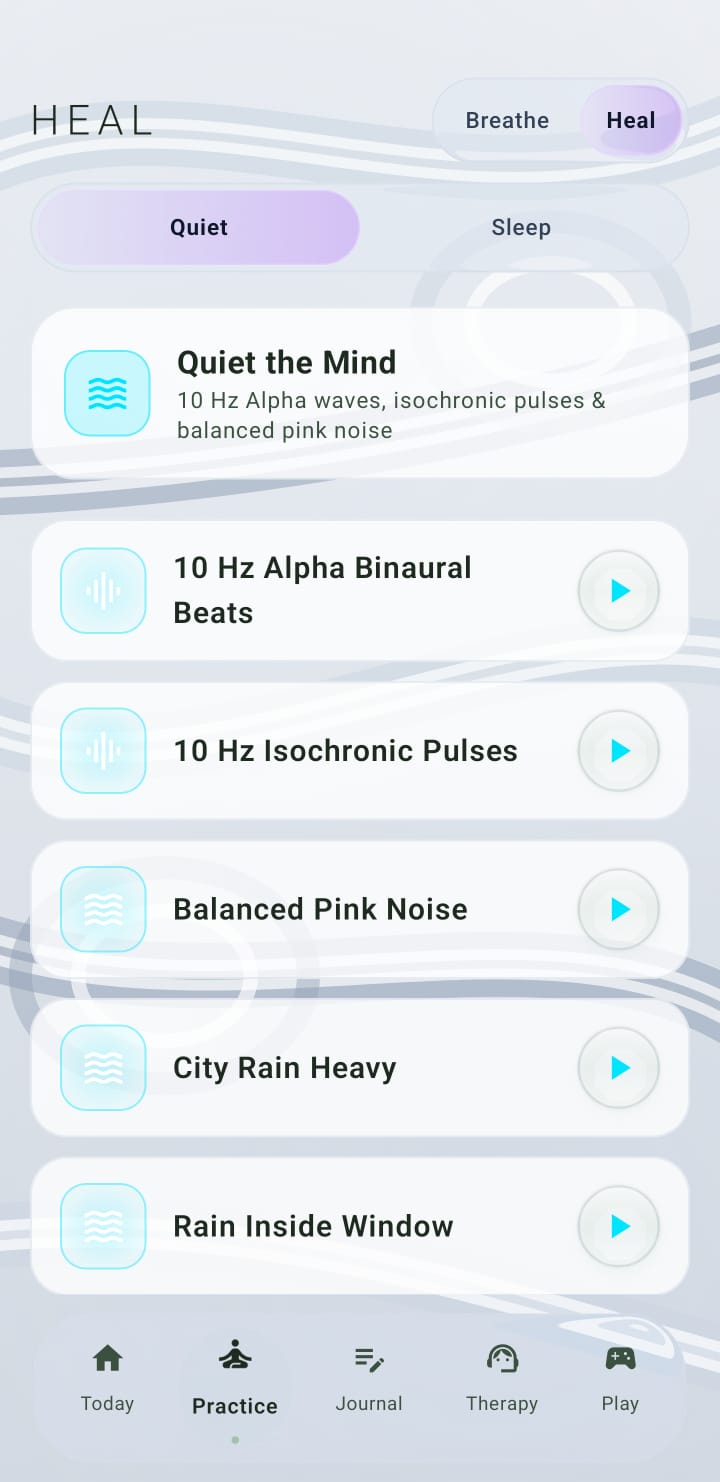 HEAL
Breathe
Heal
Quiet
Sleep
Quiet the Mind
10 Hz Alpha waves, isochronic pulses &
balanced pink noise
10 Hz Alpha Binaural
Beats
10 Hz Isochronic Pulses
Balanced Pink Noise
City Rain Heavy
Rain Inside Window
Today
Practice
Journal
Therapy
Play